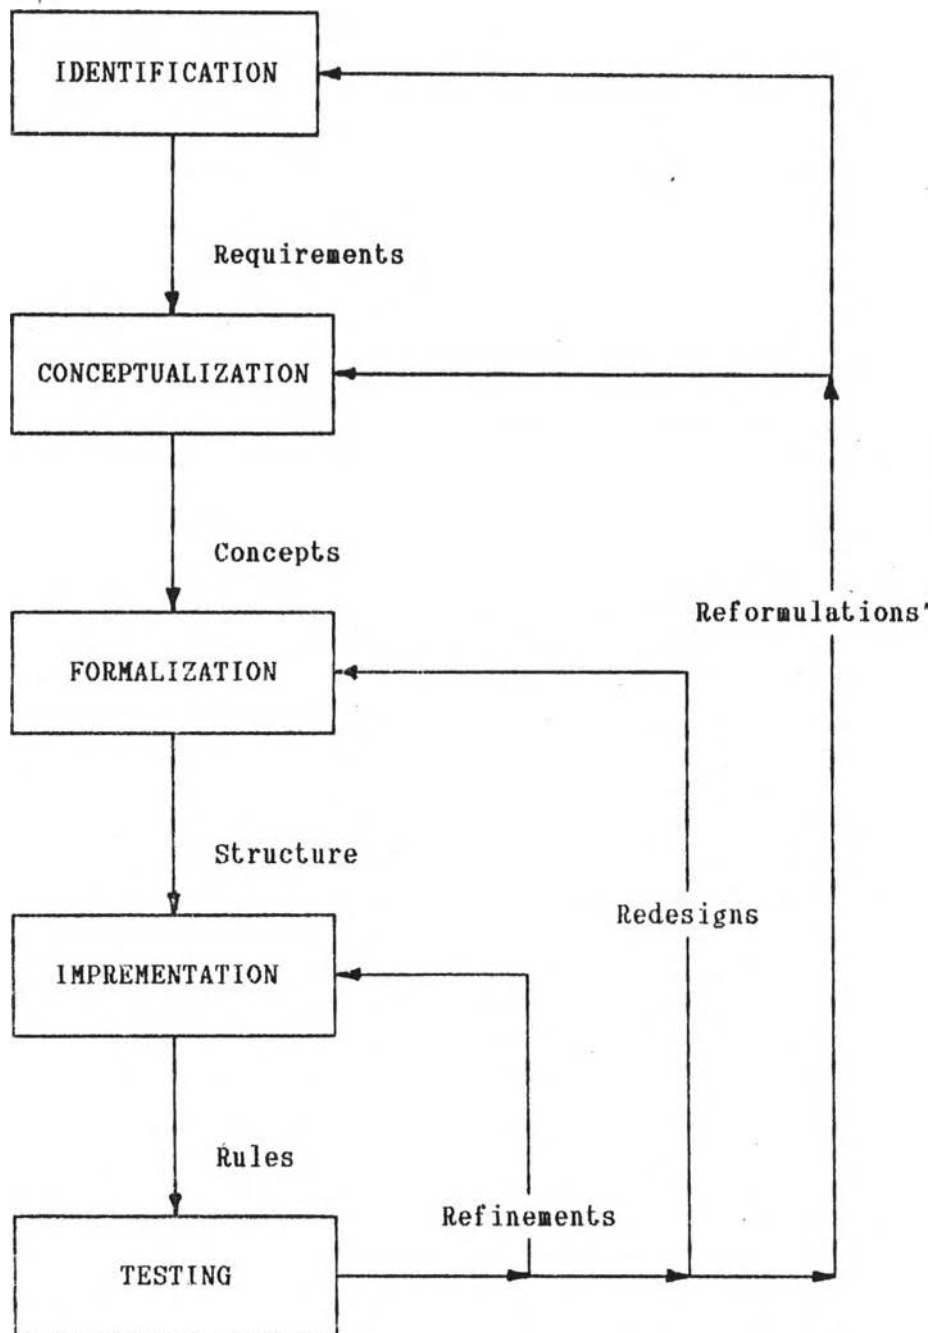 IDENTIFICATION
Requirements
CONCEPTUALIZATION
Concepts
Reformulations'
FORMALIZATION
Structure
Redesigns
IMPREMENTATION
Rules
Refinements
TESTING